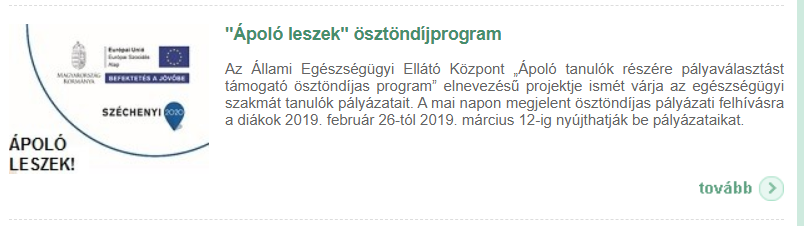 "Ápoló leszek" ösztöndíjprogram
Az Állami Egészségügyi Ellátó Központ „Ápoló tanulók részére pályaválasztást
támogató ösztöndíjas program” elnevezésű projektje ismét várja az egészségügyi
szakmát tanulók pályázatait. A mai napon megjelent ösztöndíjas pályázati felhívásra
a diákok 2019. február 26-tól 2019. március 12-ig nyújthatják be pályázataikat.
Európai Unió
Európai Szociális
Alap
MAGYARORSZÁG
KORMÁNYA
BEFEKTETÉS A JÖVŐBE
SZÉCHENYI 2020
ÁPOLÓ
LESZEK!
tovább